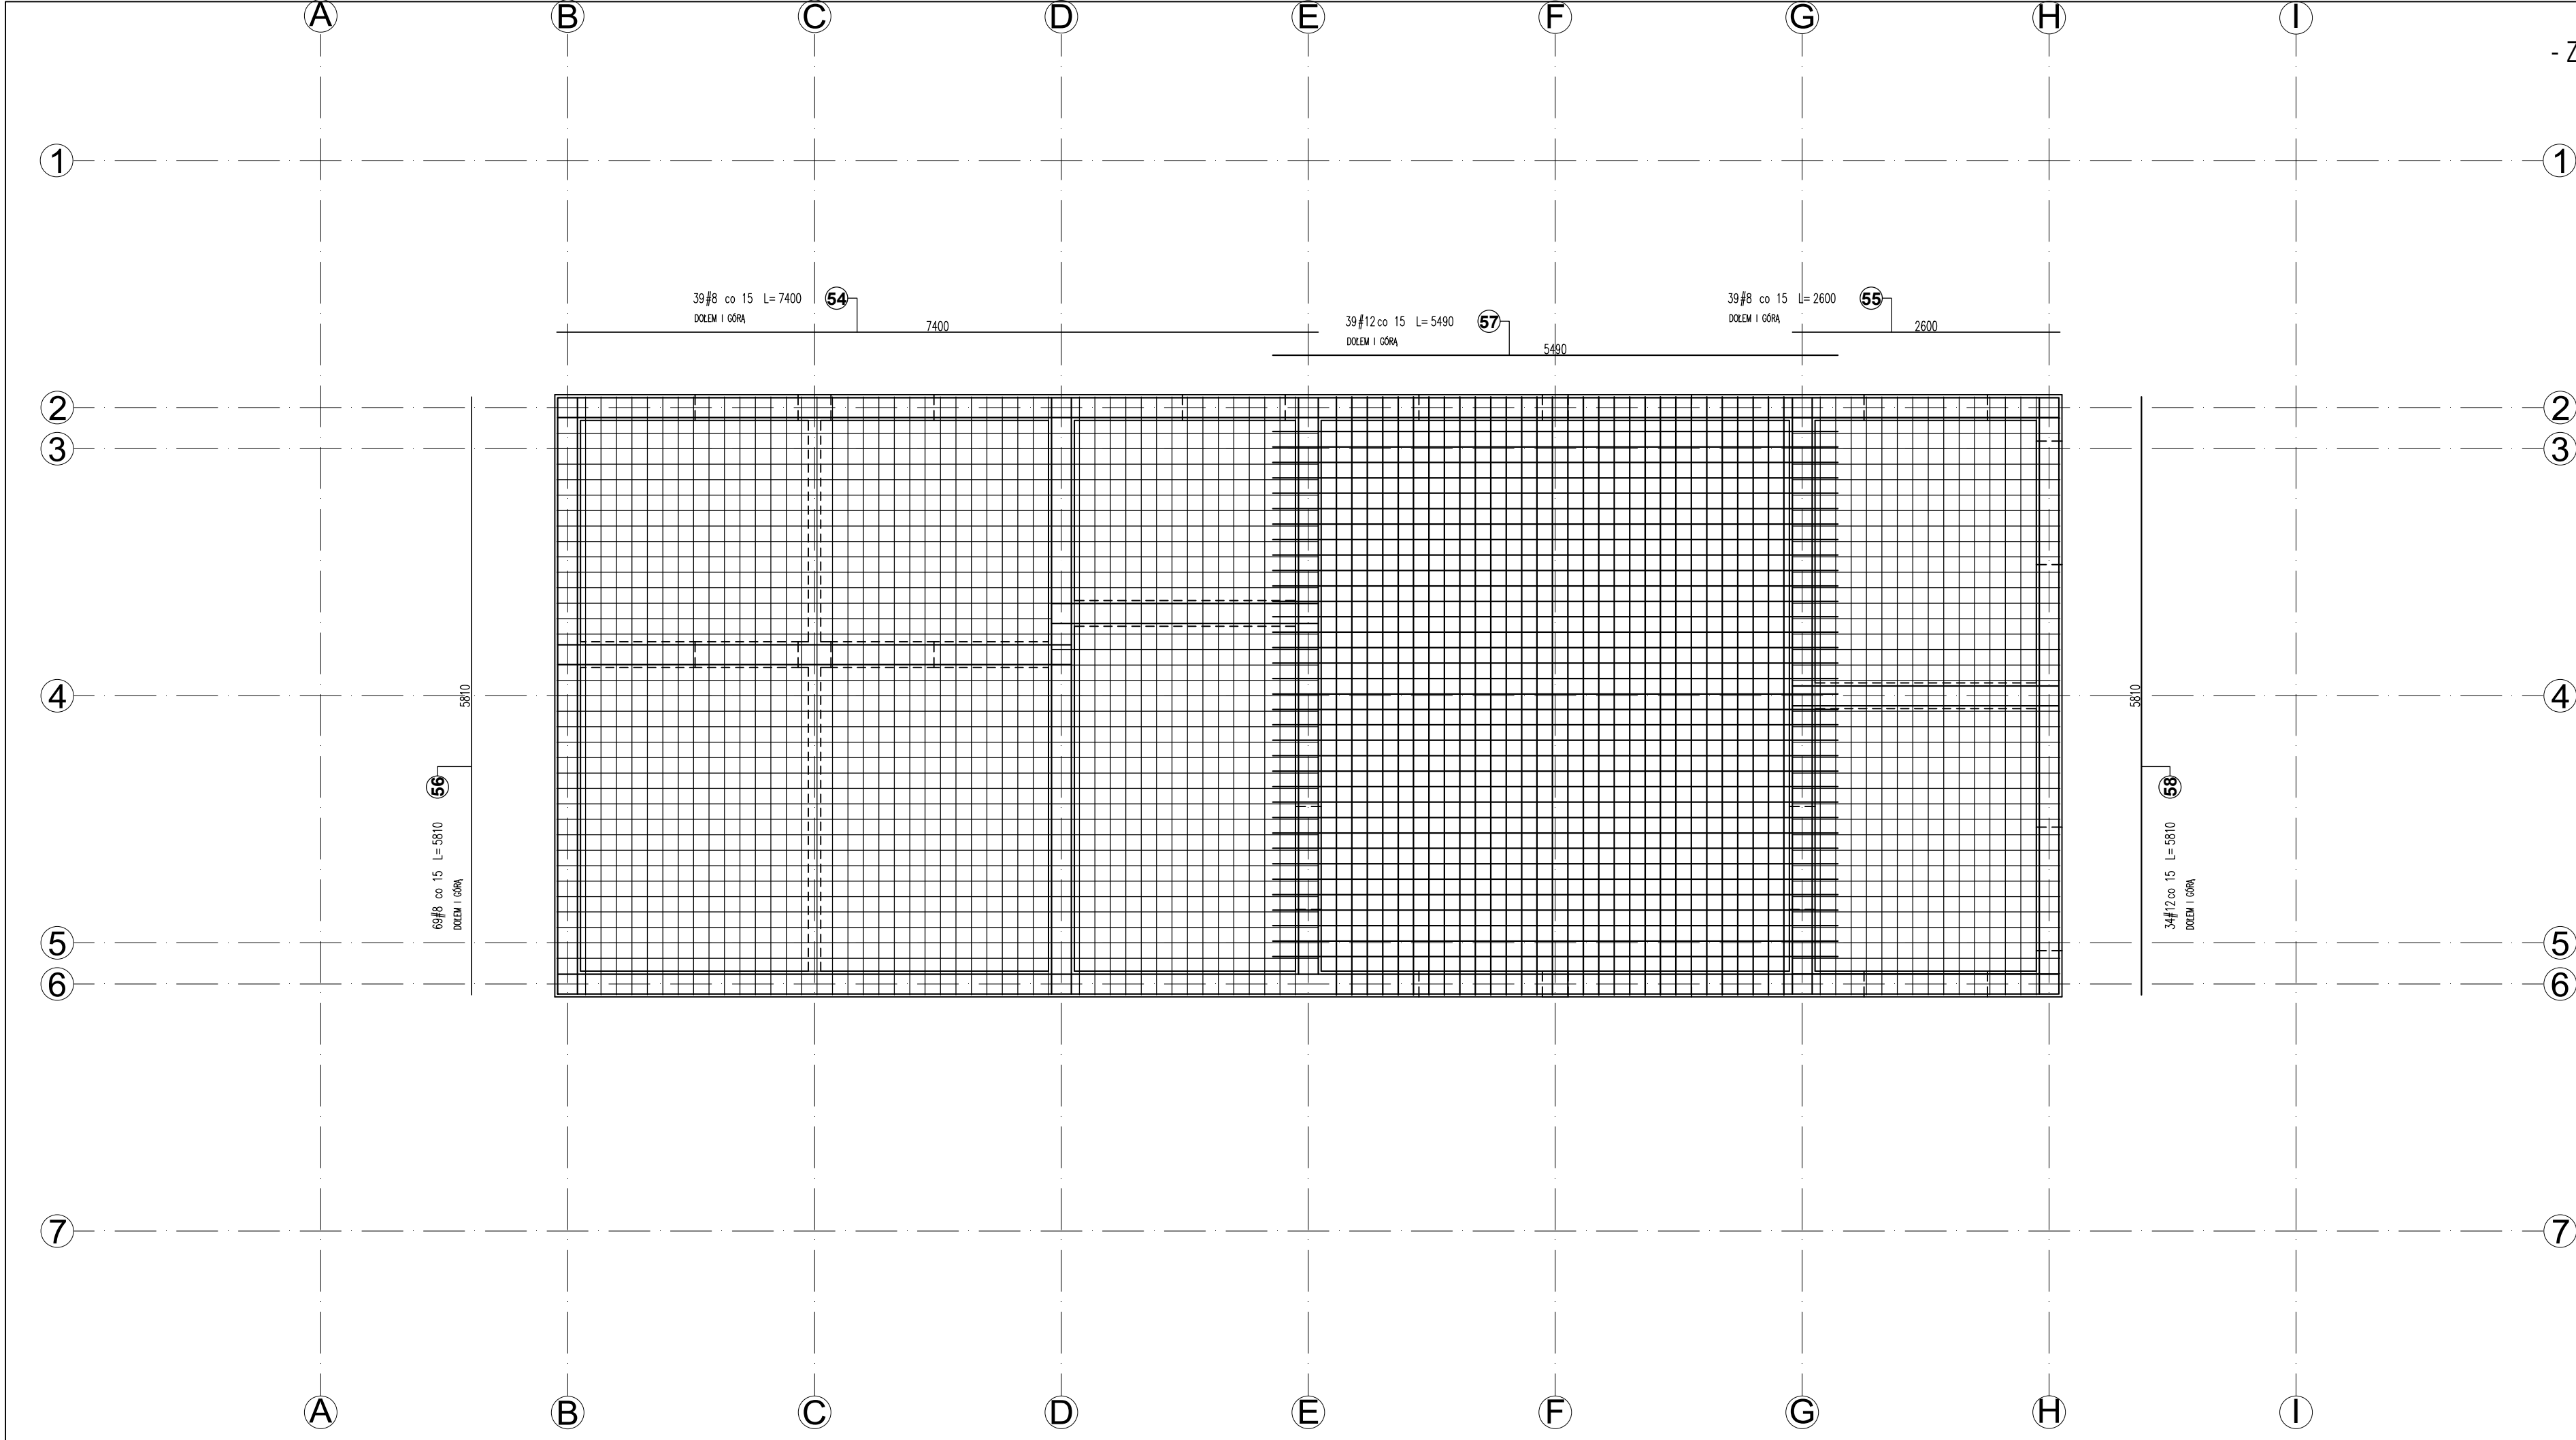 A B C D E F G H I
- Z
1 1
39#8 co 15 L= 7400 54
DOŁEM I GÓRĄ
7400
39#12 co 15 L= 5490 57
DOŁEM I GÓRĄ
5490
39#8 co 15 L= 2600 55
DOŁEM I GÓRĄ
2600
2 2
3 3
4 4
5810
56
69#8 co 15 L= 5810
DOŁEM I GÓRĄ
5810
58
34#12 co 15 L= 5810
DOŁEM I GÓRĄ
5 5
6 6
7 7
A B C D E F G H I